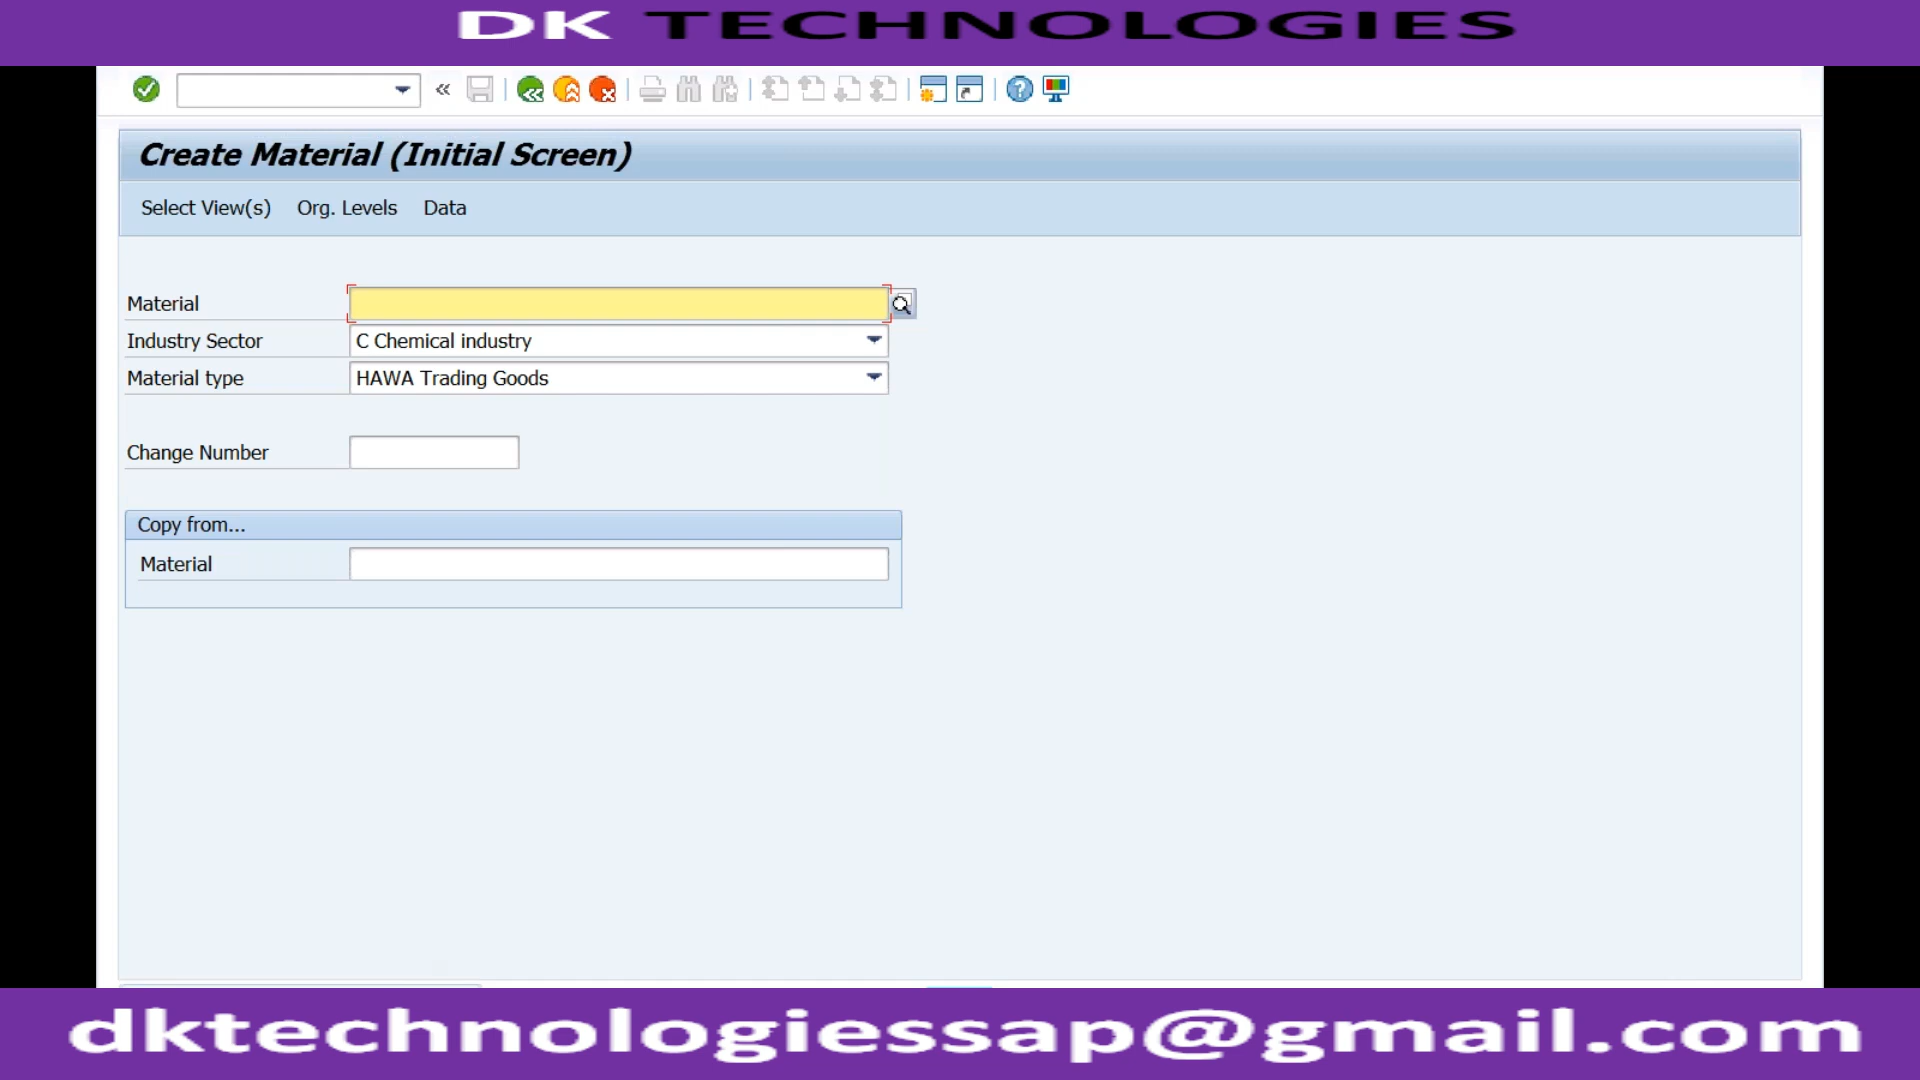 DK TECHNOLOGIES
Create Material (Initial Screen)
Select View(s) Org. Levels Data
Material
Industry Sector C Chemical industry
Material type HAWA Trading Goods
Change Number
Copy from...
Material
dktechnologiessap@gmail.com